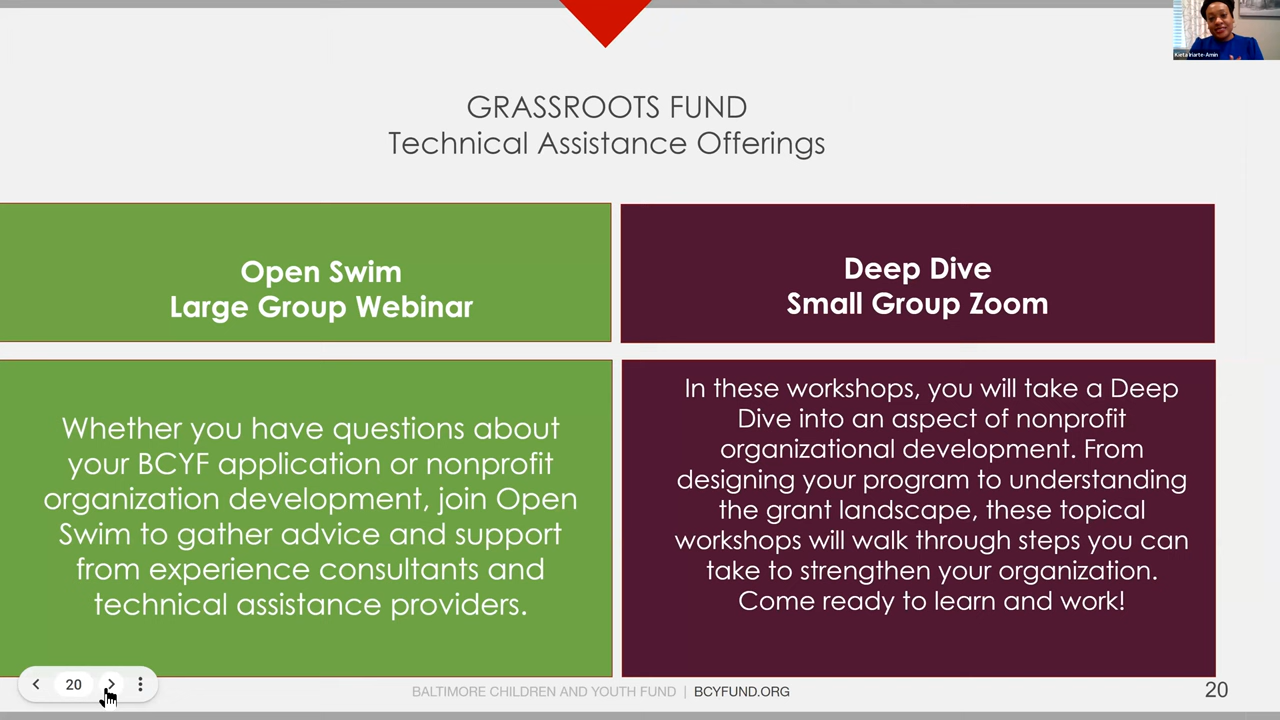 Kieta Iriarte-Amin
GRASSROOTS FUND
Technical Assistance Offerings
Open Swim
Large Group Webinar
Deep Dive
Small Group Zoom
Whether you have questions about
your BCYF application or nonprofit
organization development, join Open
Swim to gather advice and support
from experience consultants and
technical assistance providers.
In these workshops, you will take a Deep
Dive into an aspect of nonprofit
organizational development. From
designing your program to understanding
the grant landscape, these topical
workshops will walk through steps you can
take to strengthen your organization.
Come ready to learn and work!
20
BALTIMORE CHILDREN AND YOUTH FUND | BCYFUND.ORG
20